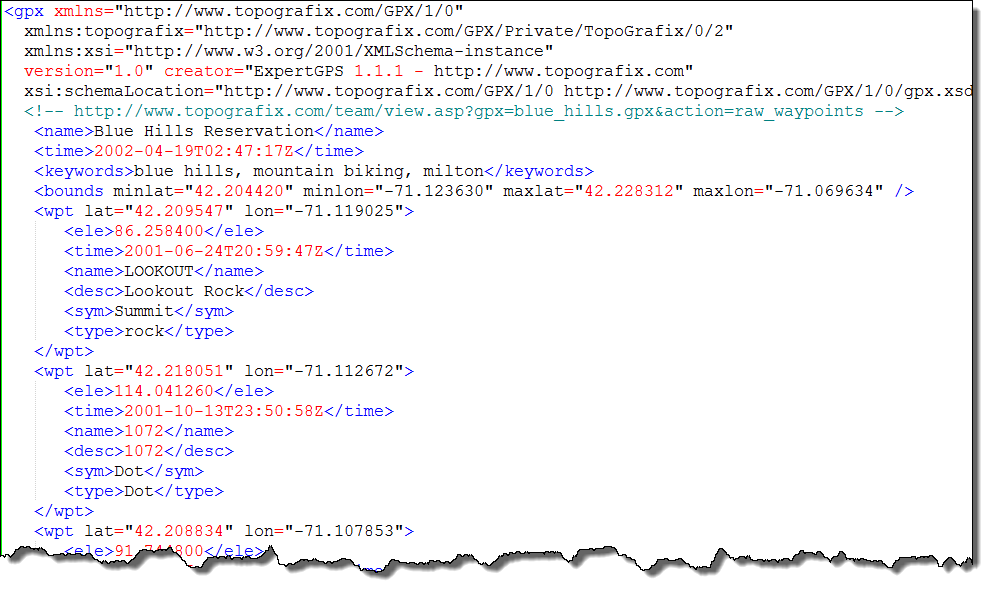 <gpx xmlns="http://www.topografix.com/GPX/1/0"
xmlns:topografix="http://www.topografix.com/GPX/Private/TopoGrafix/0/2"
xmlns:xsi="http://www.w3.org/2001/XMLSchema-instance"
version="1.0" creator="ExpertGPS 1.1.1 - http://www.topografix.com"
xsi:schemaLocation="http://www.topografix.com/GPX/1/0 http://www.topografix.com/GPX/1/0/gpx.xsd
<!-- http://www.topografix.com/team/view.asp?gpx=blue_hills.gpx&action=raw_waypoints -->
<name>Blue Hills Reservation</name>
<time>2002-04-19T02:47:17Z</time>
<keywords>blue hills, mountain biking, milton</keywords>
<bounds minlat="42.204420" minlon="-71.123630" maxlat="42.228312" maxlon="-71.069634" />
<wpt lat="42.209547" lon="-71.119025">
<ele>86.258400</ele>
<time>2001-06-24T20:59:47Z</time>
<name>LOOKOUT</name>
<desc>Lookout Rock</desc>
<sym>Summit</sym>
<type>rock</type>
</wpt>
<wpt lat="42.218051" lon="-71.112672">
<ele>114.041260</ele>
<time>2001-10-13T23:50:58Z</time>
<name>1072</name>
<desc>1072</desc>
<sym>Dot</sym>
<type>Dot</type>
</wpt>
<wpt lat="42.208834" lon="-71.107853">